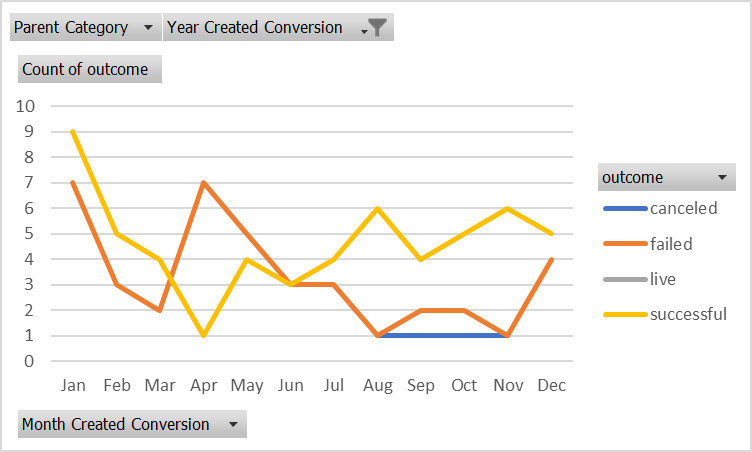 Parent Category Year Created Conversion
Count of outcome
10
9
8
7
6
5
4
3
2
1
0
Jan Feb Mar Apr May Jun Jul Aug Sep Oct Nov Dec
outcome
canceled
failed
live
successful
Month Created Conversion